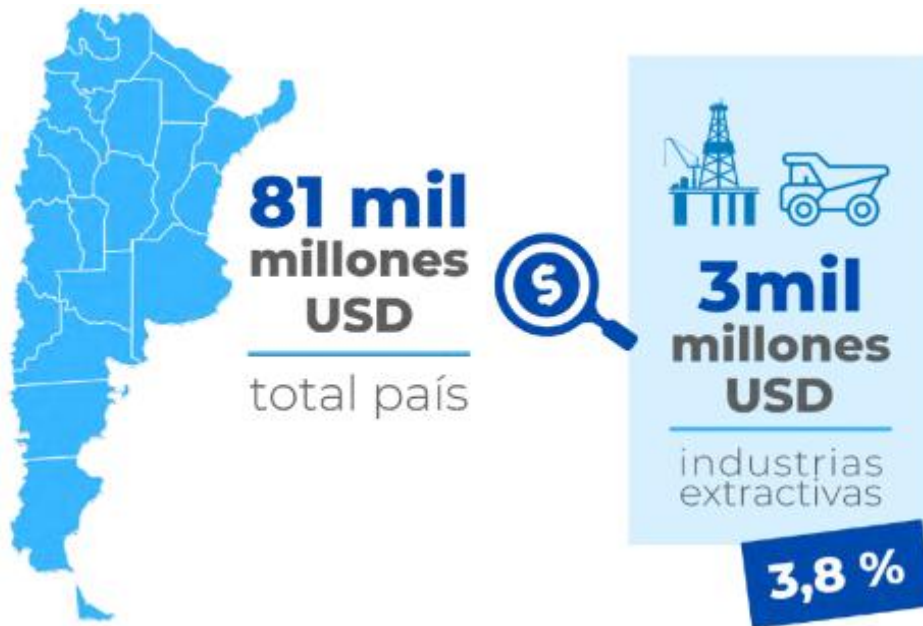 81 mil
millones
USD
total país
$
3mil
millones
USD
industrias
extractivas
3,8 %